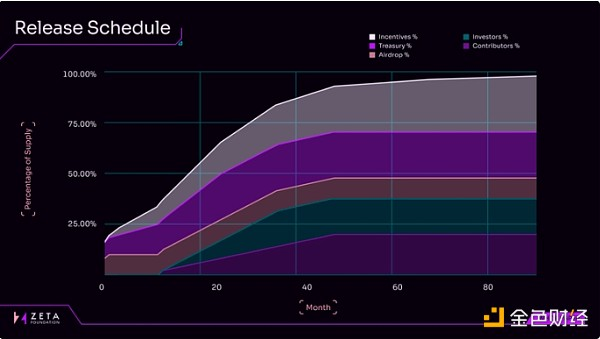 Release Schedule
Incentives %
Investors %
Treasury %
Contributors %
Airdrop %
100.00%
75.00%
50.00%
25.00%
Percentage of Supply
0
20
40
60
80
Month
ZETA
FOUNDATION
金色财经